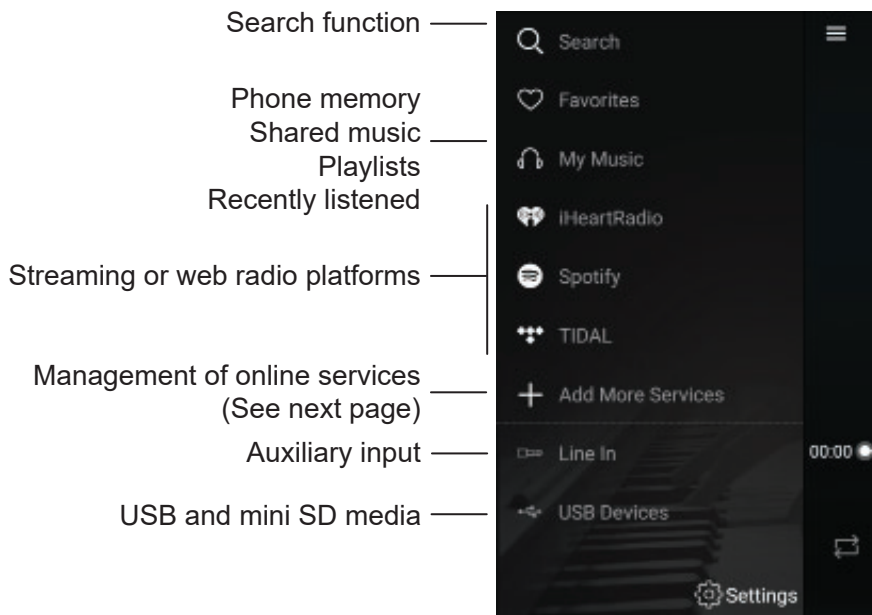 Search function
Phone memory
Shared music
Playlists
Recently listened
Streaming or web radio platforms
Management of online services
(See next page)
Auxiliary input
USB and mini SD media
Search
Favorites
My Music
iHeartRadio
Spotify
TIDAL
Add More Services
Line In
USB Devices
Settings
00:00